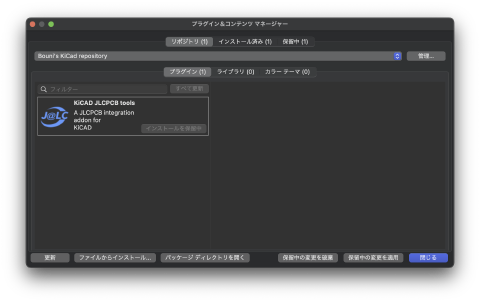 プラグイン＆コンテンツ マネージャー
リポジトリ (1) インストール済み (1) 保留中 (1)
Bouni's KiCad repository 管理...
プラグイン (1) ライブラリ (0) カラー テーマ (0)
フィルター すべて更新
J@LC
KiCAD JLCPCB tools
A JLCPCB integration
addon for
KiCAD
インストールを保留中
更新 ファイルからインストール... パッケージ ディレクトリを開く 保留中の変更を破棄 保留中の変更を適用 閉じる